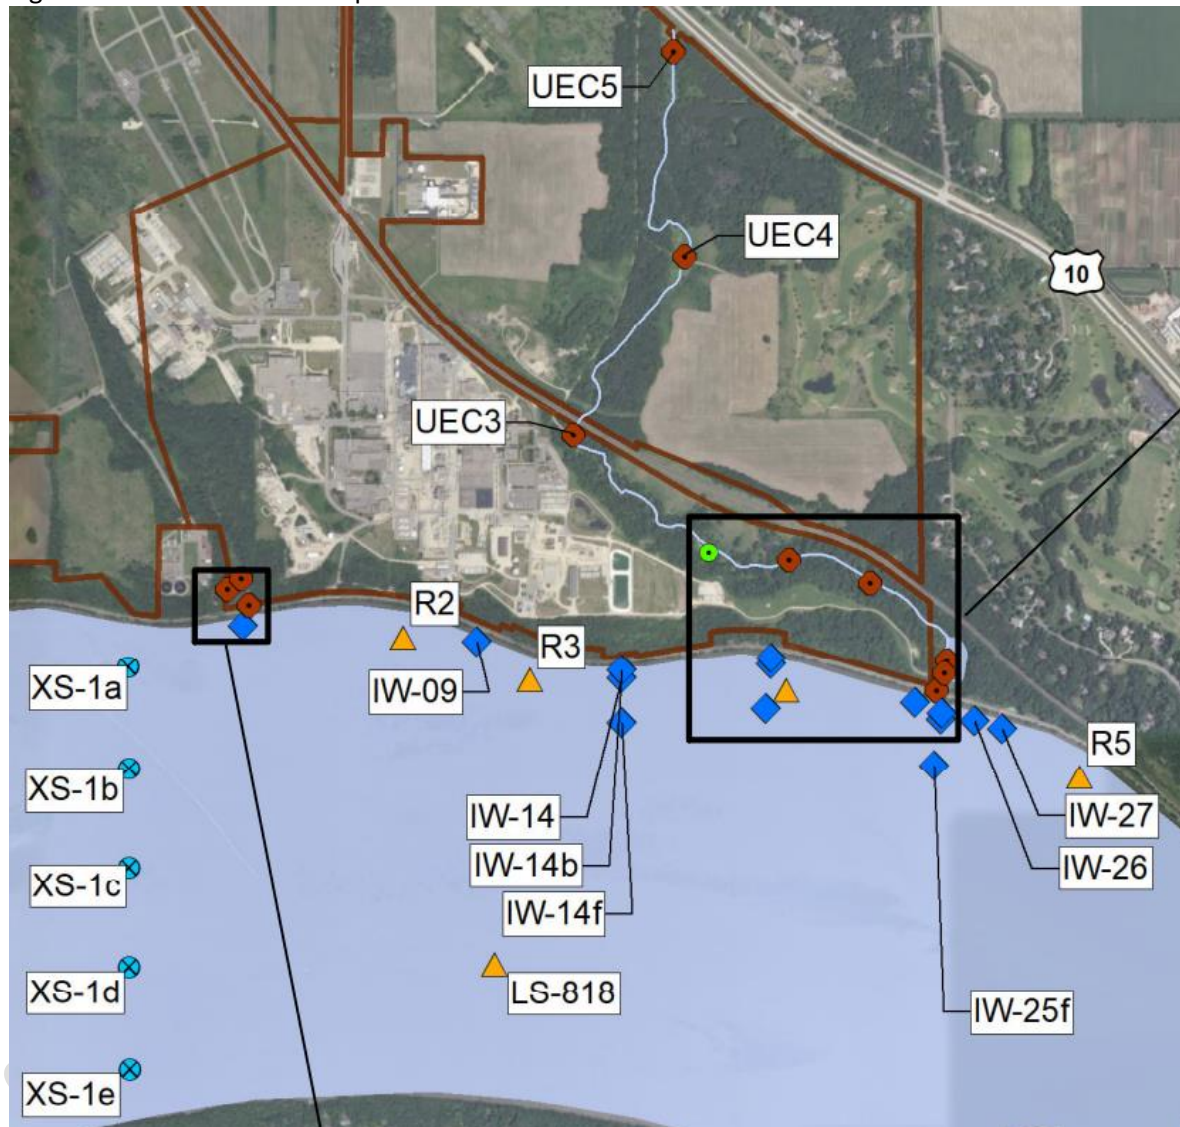 UEC5
UEC4
10
UEC3
R2
R3
XS-1a
IW-09
R5
XS-1b
IW-14
IW-27
IW-14b
IW-26
XS-1c
IW-14f
XS-1d
LS-818
IW-25f
XS-1e